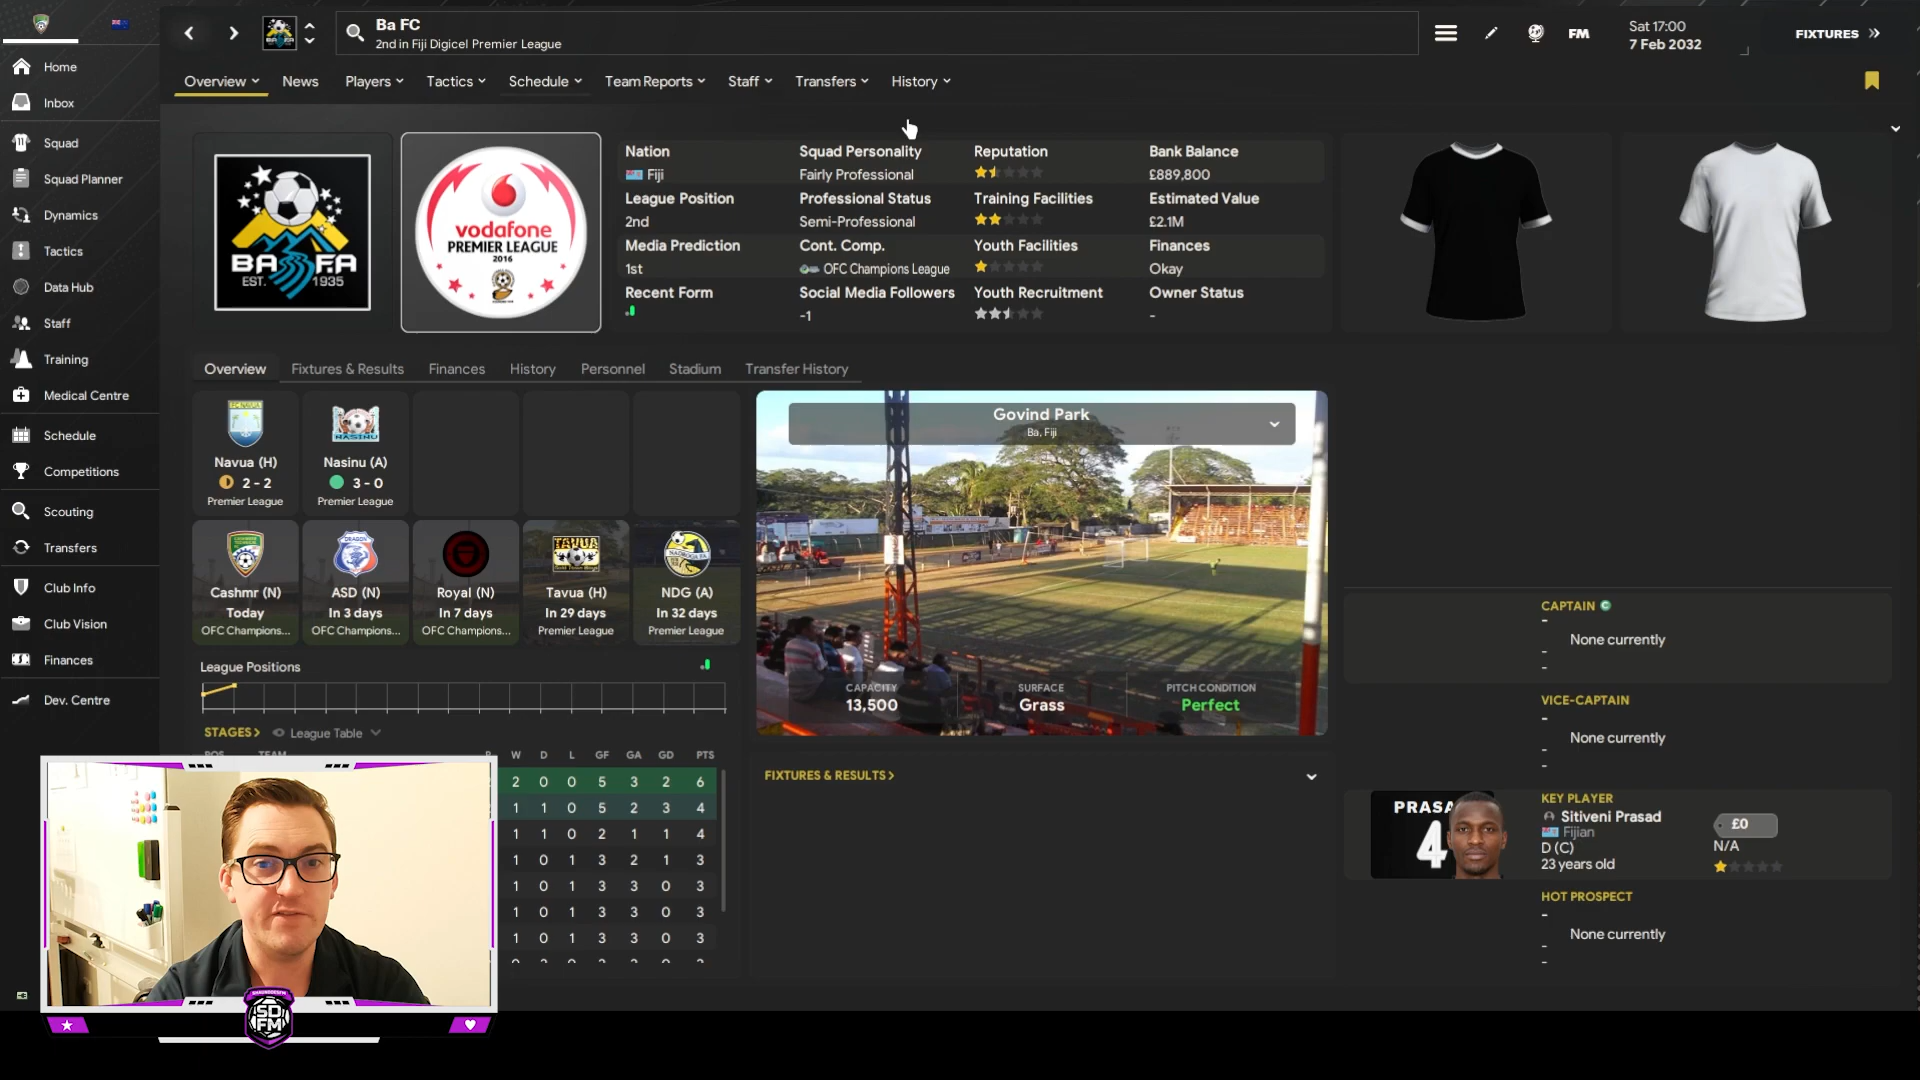 Ba FC
2nd in Fiji Digicel Premier League
FM
Sat 17:00
7 Feb 2032
FIXTURES
Overview
News
Players
Tactics
Schedule
Team Reports
Staff
Transfers
History
Home
Inbox
Squad
Squad Planner
Dynamics
Tactics
Data Hub
Staff
Training
Medical Centre
Schedule
Competitions
Scouting
Transfers
Club Info
Club Vision
Finances
Dev. Centre
BA F.A
EST. 1935
vodafone
PREMIER LEAGUE
2016
Nation
Fiji
League Position
2nd
Media Prediction
1st
Recent Form
Squad Personality
Fairly Professional
Professional Status
Semi-Professional
Cont. Comp.
OFC Champions League
Social Media Followers
-1
Reputation
Training Facilities
Youth Facilities
Youth Recruitment
Bank Balance
£889,800
Estimated Value
£2.1M
Finances
Okay
Owner Status
-
Overview
Fixtures & Results
Finances
History
Personnel
Stadium
Transfer History
Navua (H)
2 - 2
Premier League
NASINU
Nasinu (A)
3 - 0
Premier League
Cashmr (N)
Today
OFC Champions...
DRAGON
ASD (N)
In 3 days
OFC Champions...
Royal (N)
In 7 days
OFC Champions...
TAVUA
Tavua (H)
In 29 days
Premier League
NDG (A)
In 32 days
Premier League
League Positions
STAGES>
League Table
POS TEAM P W D L GF GA GD PTS
2 0 0 5 3 2 6
1 1 0 5 2 3 4
1 1 0 2 1 1 4
1 0 1 3 2 1 3
1 0 1 3 3 0 3
1 0 1 3 3 0 3
1 0 1 3 3 0 3
Govind Park
Ba, Fiji
CAPACITY
13,500
SURFACE
Grass
PITCH CONDITION
Perfect
FIXTURES & RESULTS>
CAPTAIN C
-
None currently
-
-
VICE-CAPTAIN
-
None currently
-
-
KEY PLAYER
PRASA
4
Sitiveni Prasad
Fijian
D (C)
23 years old
£0
N/A
HOT PROSPECT
-
None currently
-
-
SD
FM